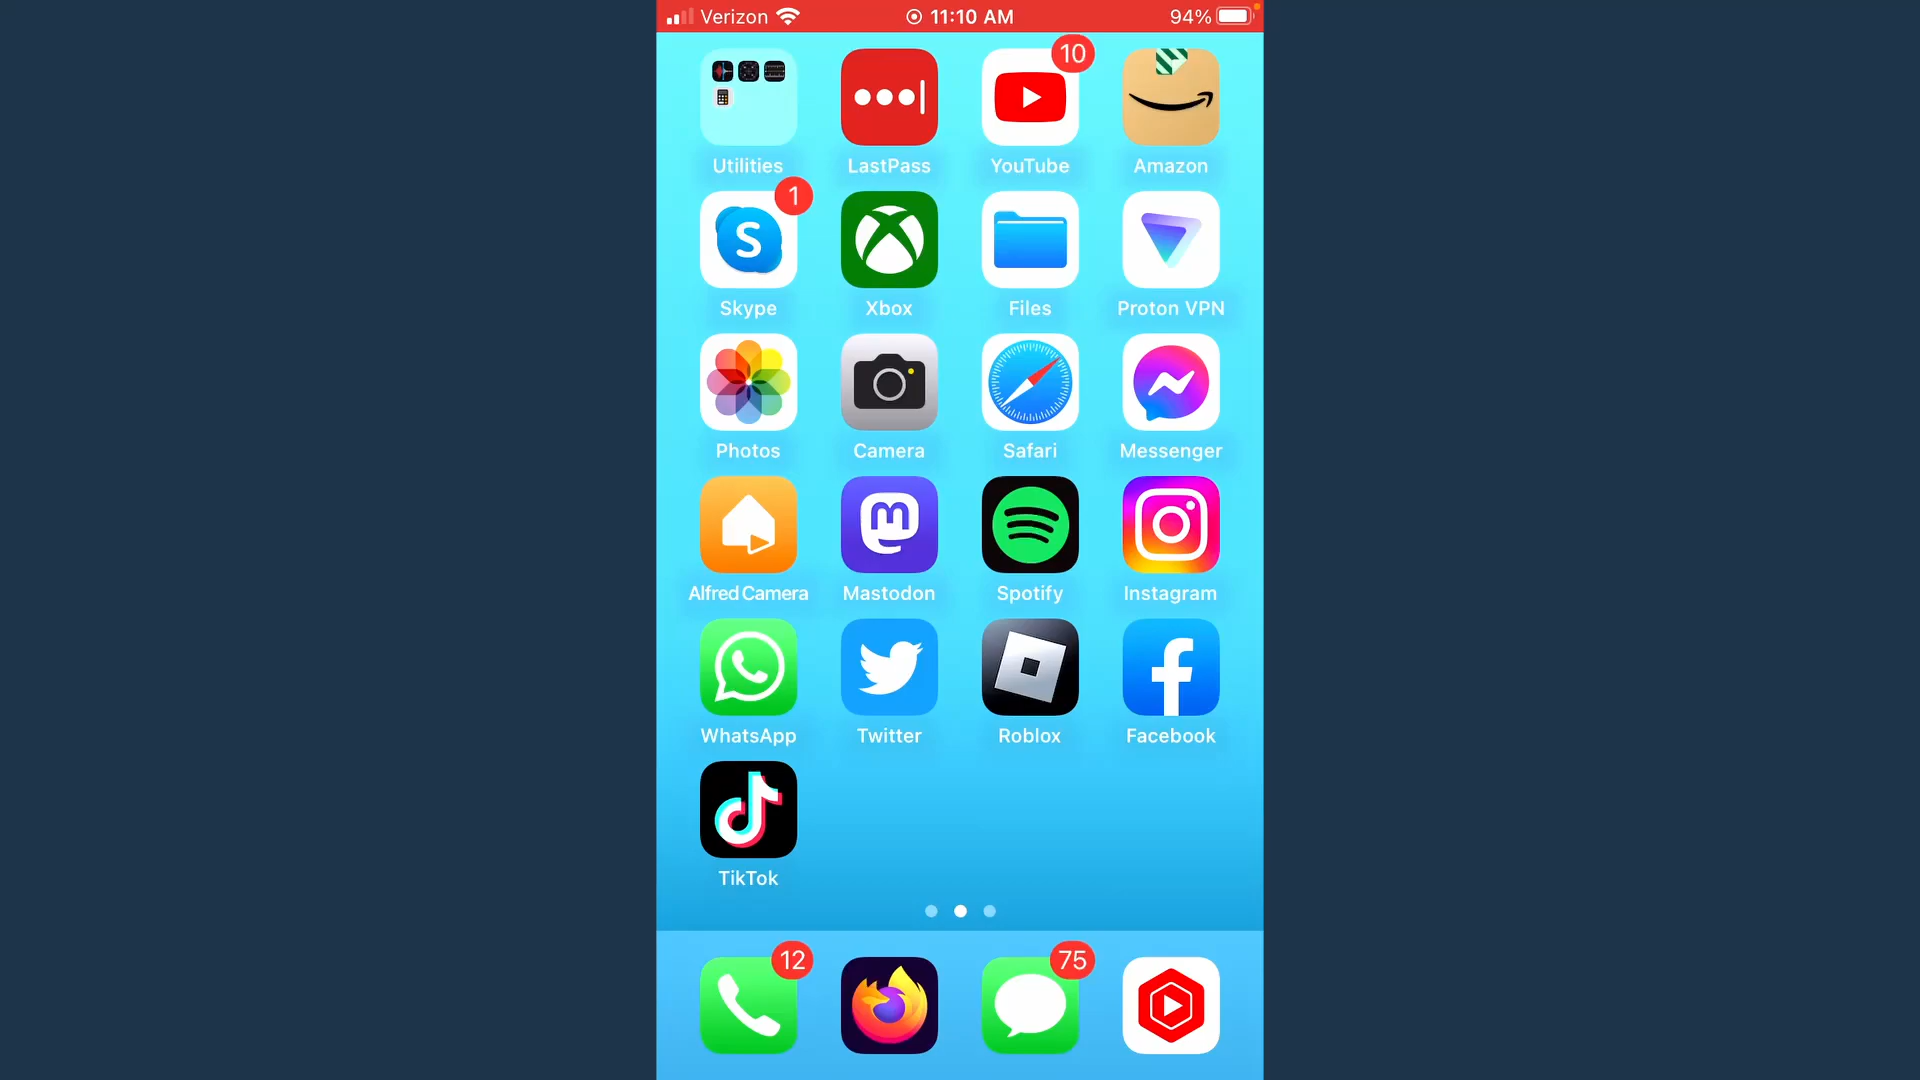 Verizon 11:10 AM 94%
10
Utilities LastPass YouTube Amazon
1
S
Skype Xbox Files Proton VPN
Photos Camera Safari Messenger
m
Alfred Camera Mastodon Spotify Instagram
f
WhatsApp Twitter Roblox Facebook
TikTok
12 75